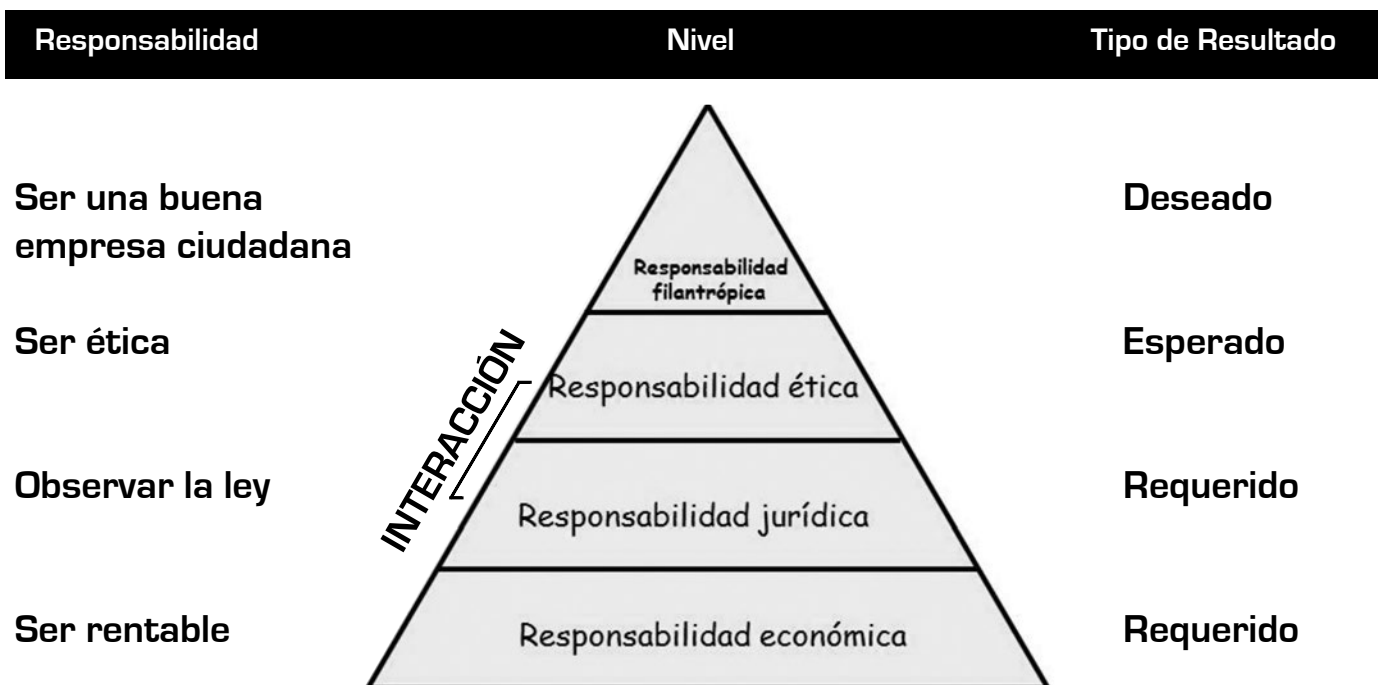 Responsabilidad Nivel Tipo de Resultado
Ser una buena
empresa ciudadana
Responsabilidad
filantrópica
Deseado
Ser ética
Responsabilidad ética
Esperado
INTERACCIÓN
Observar la ley
Responsabilidad jurídica
Requerido
Ser rentable
Responsabilidad económica
Requerido